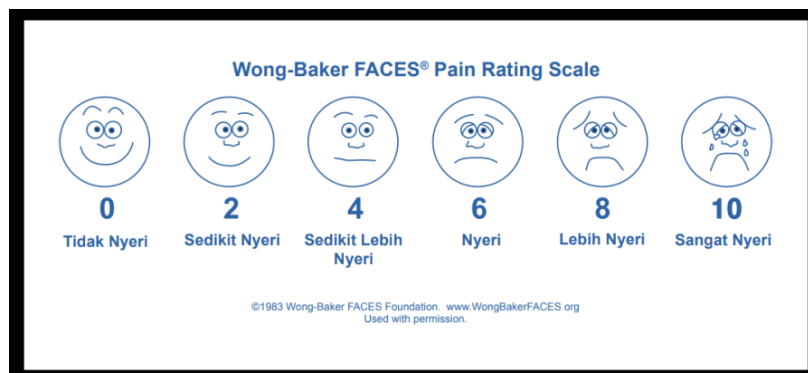 Wong-Baker FACES® Pain Rating Scale
0 2 4 6 8 10
Tidak Nyeri Sedikit Nyeri Sedikit Lebih Nyeri Lebih Nyeri Sangat Nyeri
Nyeri
©1983 Wong-Baker FACES Foundation. www.WongBakerFACES.org
Used with permission.